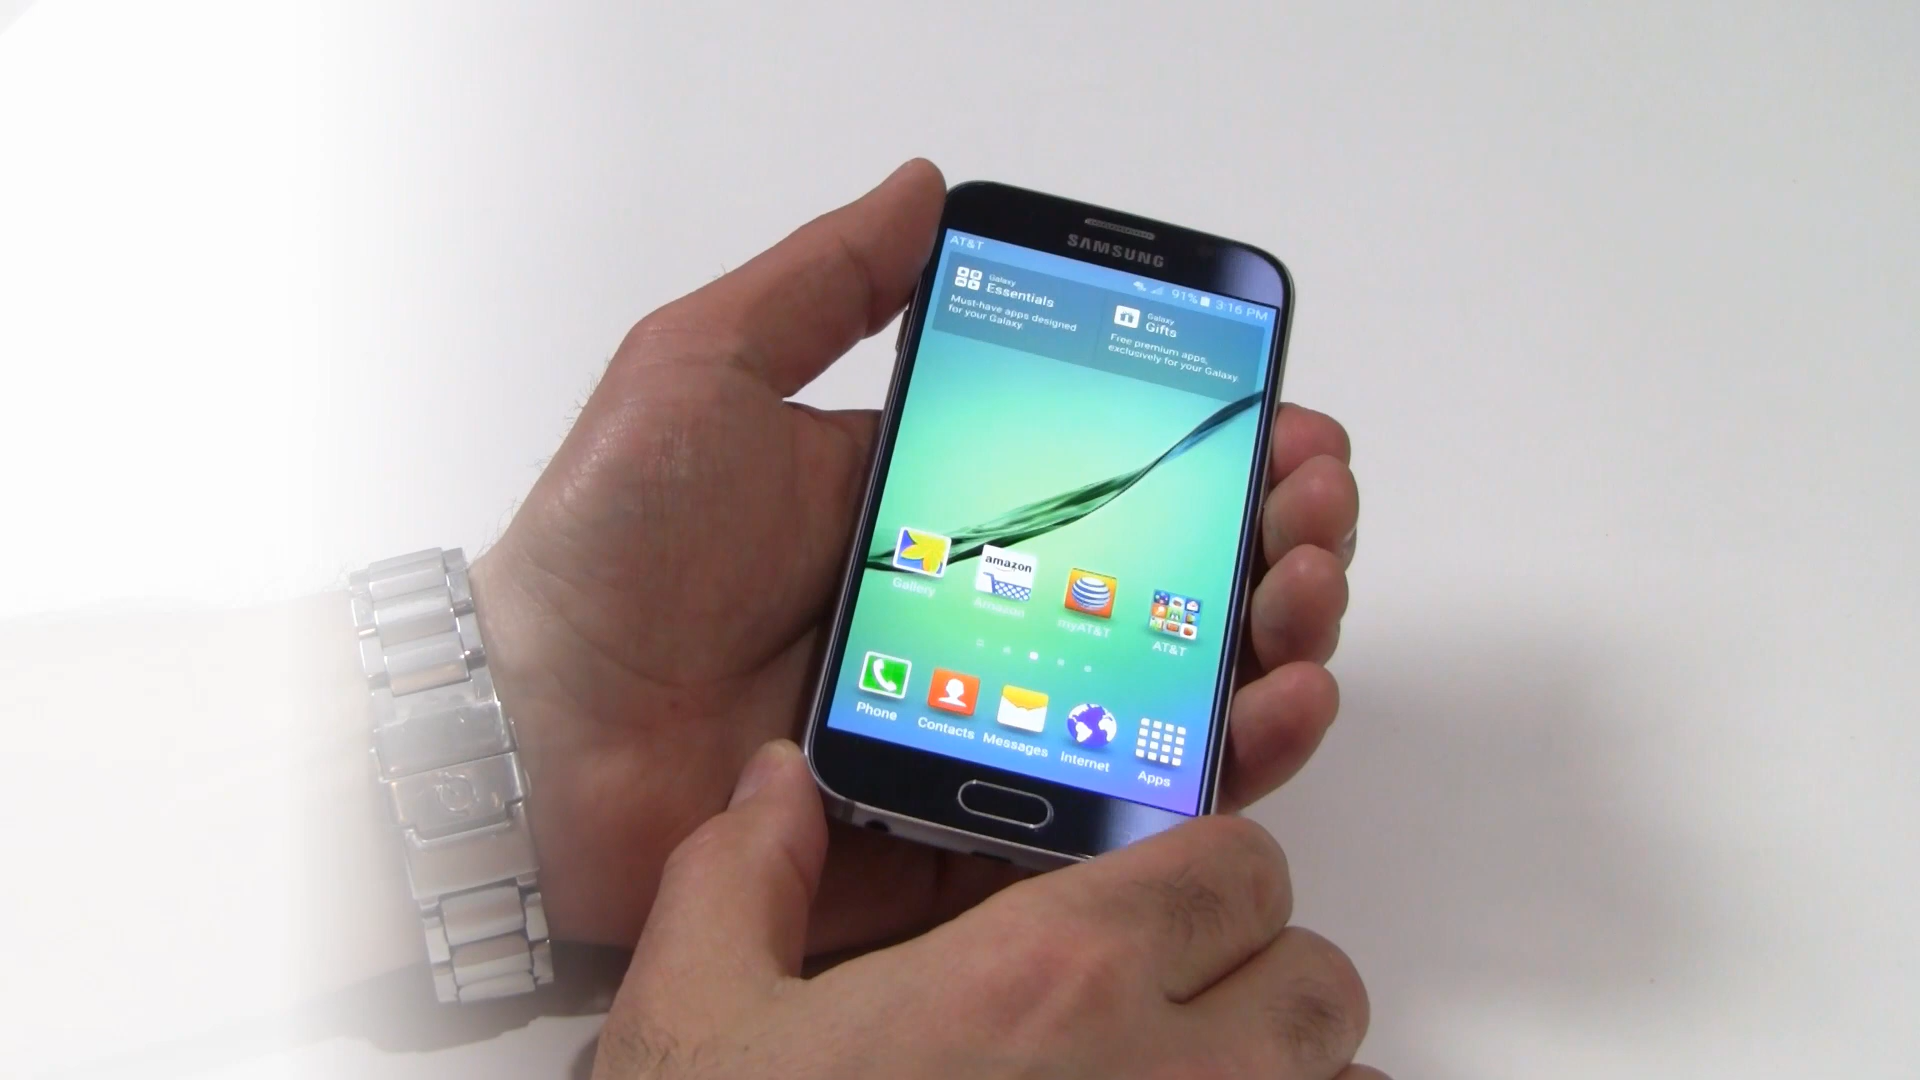 SAMSUNG
AT&T
91% 3:16 PM
Galaxy
Essentials
Must-have apps designed
for your Galaxy.
Galaxy
Gifts
Free premium apps,
exclusively for your Galaxy.
amazon
Gallery
Amazon
myAT&T
AT&T
Phone
Contacts
Messages
Internet
Apps